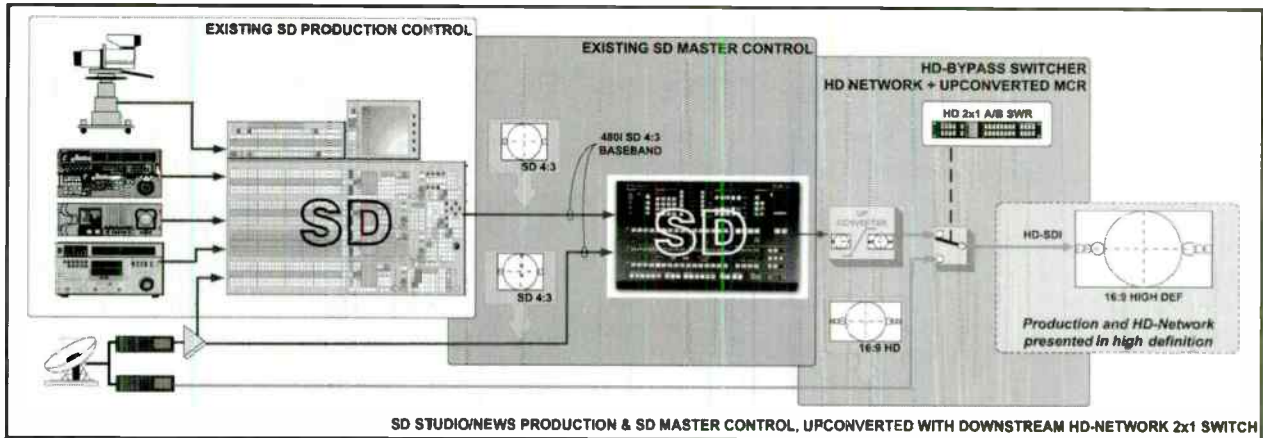 EXISTING SD PRODUCTION CONTROL
EXISTING SD MASTER CONTROL
HD-BYPASS SWITCHER
HD NETWORK + UPCONVERTED MCR
HD 2x1 A/B SWR
480i SD 4:3
BASEBAND
SD 4:3
SD
SD
UP
CONVERTER
HD-SDI
SD 4:3
16:9 HD
16:9 HIGH DEF
Production and HD-Network
presented in high definition
SD STUDIO/NEWS PRODUCTION & SD MASTER CONTROL, UPCONVERTED WITH DOWNSTREAM HD-NETWORK 2x1 SWITCH